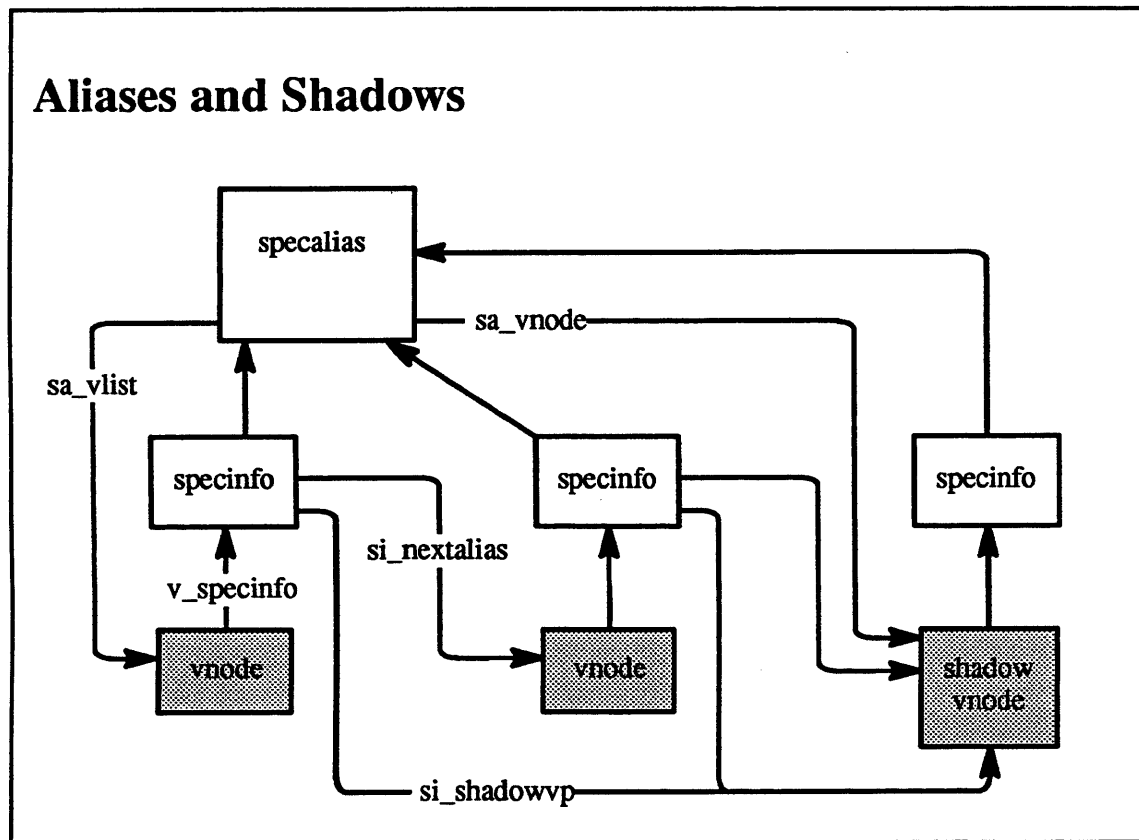 Aliases and Shadows
specalias
sa_vnode
sa_vlist
specinfo
specinfo
specinfo
si_nextalias
v_specinfo
vnode
vnode
shadow
vnode
si_shadowvp